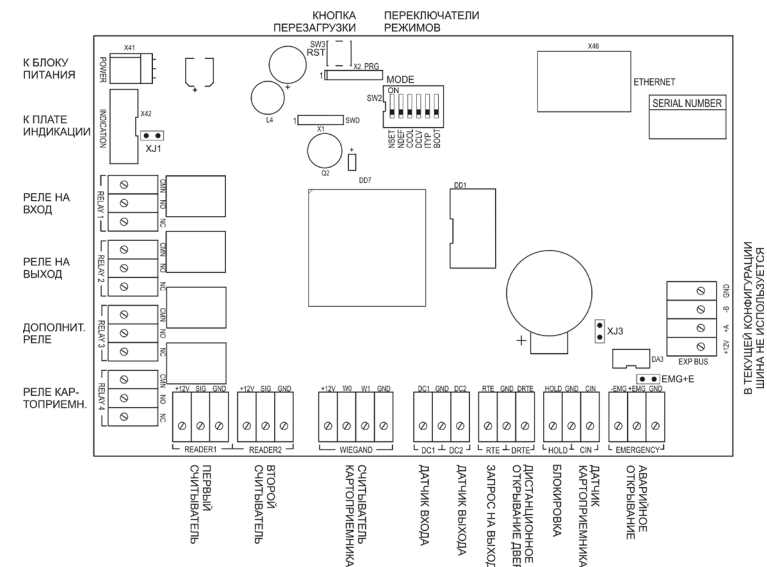 КНОПКА
ПЕРЕЗАГРУЗКИ
ПЕРЕКЛЮЧАТЕЛИ
РЕЖИМОВ
К БЛОКУ
ПИТАНИЯ
X41
POWER
+
SW3
RST
1
X2 PRG
MODE
ON
SW2
NSET
NDEF
COOL
DCLV
ITYP
BOOT
X46
ETHERNET
SERIAL NUMBER
К ПЛАТЕ
ИНДИКАЦИИ
INDICATION
X42
XJ1
+
L4
1
SWD
X1
+
Q2
DD7
DD1
РЕЛЕ НА
ВХОД
RELAY 1
CMN
NO
NC
РЕЛЕ НА
ВЫХОД
RELAY 2
CMN
NO
NC
ДОПОЛНИТ.
РЕЛЕ
RELAY 3
CMN
NO
NC
РЕЛЕ КАР-
ТОПРИЕМН.
RELAY 4
CMN
NO
NC
+
XJ3
DA3
EMG+E
GND
-B
+A
+12V
EXP BUS
В ТЕКУЩЕЙ КОНФИГУРАЦИИ
ШИНА НЕ ИСПОЛЬЗУЕТСЯ
+12V SIG GND
READER1
+12V SIG GND
READER2
+12V W0 W1 GND
WIEGAND
DC1 GND DC2
DC1 DC2
RTE GND DRTE
RTE DRTE
HOLD GND CIN
HOLD CIN
-EMG +EMG GND
EMERGENCY
ПЕРВЫЙ
СЧИТЫВАТЕЛЬ
ВТОРОЙ
СЧИТЫВАТЕЛЬ
СЧИТЫВАТЕЛЬ
КАРТОПРИЕМНИКА
ДАТЧИК ВХОДА
ДАТЧИК ВЫХОДА
ЗАПРОС НА ВЫХОД
ДИСТАНЦИОННОЕ
ОТКРЫВАНИЕ ДВЕР
БЛОКИРОВКА
ДАТЧИК
КАРТОПРИЕМНИКА
АВАРИЙНОЕ
ОТКРЫВАНИЕ